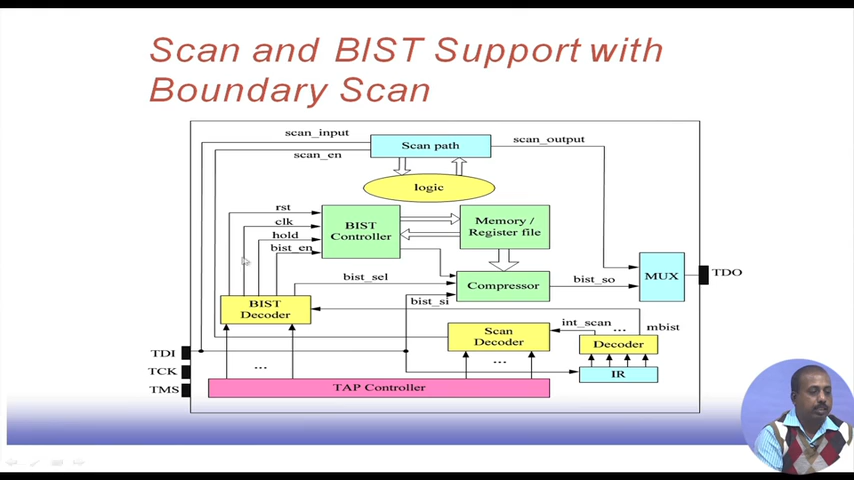 Scan and BIST Support with
Boundary Scan
scan_input
scan_en
Scan path
scan_output
logic
rst
clk
hold
bist_en
BIST
Controller
Memory /
Register file
bist_sel
bist_si
Compressor
bist_so
MUX
TDO
BIST
Decoder
int_scan
...
mbist
Scan
Decoder
Decoder
TDI
TCK
TMS
...
...
IR
TAP Controller